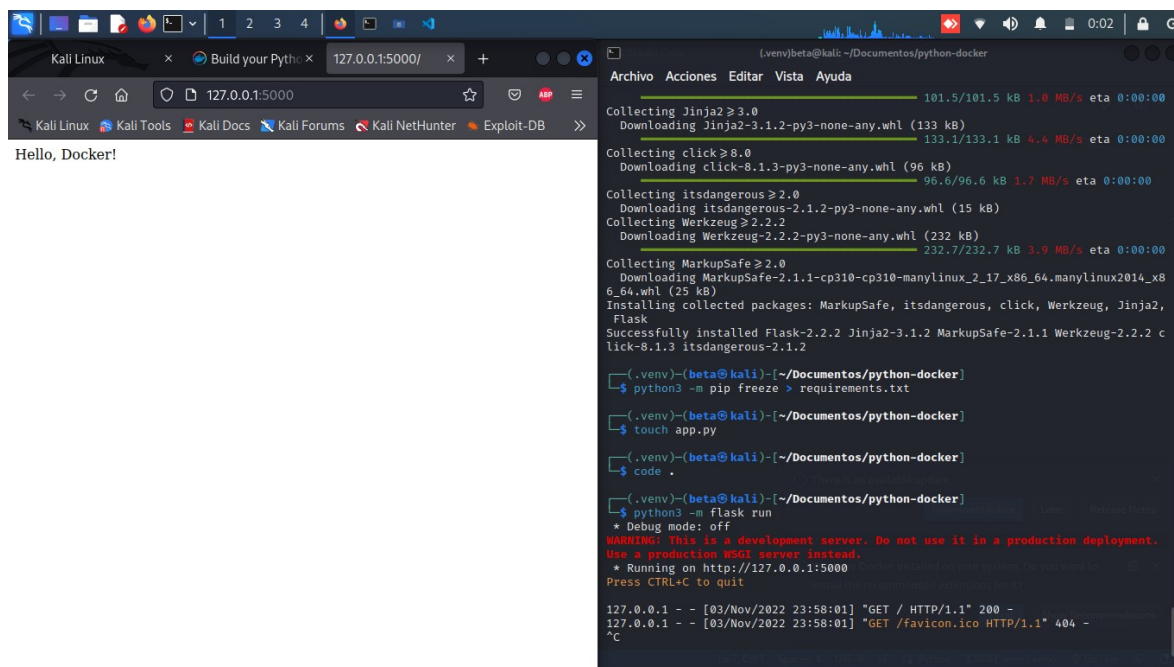 1 2 3 4
0:02
Kali Linux
Build your Pytho
127.0.0.1:5000/
127.0.0.1:5000
ABP
Kali Linux Kali Tools Kali Docs Kali Forums Kali NetHunter Exploit-DB
Hello, Docker!
(.venv)beta@kali: ~/Documentos/python-docker
Archivo Acciones Editar Vista Ayuda
101.5/101.5 kB 1.0 MB/s eta 0:00:00
Collecting Jinja2≥3.0
Downloading Jinja2-3.1.2-py3-none-any.whl (133 kB)
133.1/133.1 kB 4.4 MB/s eta 0:00:00
Collecting click≥8.0
Downloading click-8.1.3-py3-none-any.whl (96 kB)
96.6/96.6 kB 1.7 MB/s eta 0:00:00
Collecting itsdangerous≥2.0
Downloading itsdangerous-2.1.2-py3-none-any.whl (15 kB)
Collecting Werkzeug≥2.2.2
Downloading Werkzeug-2.2.2-py3-none-any.whl (232 kB)
232.7/232.7 kB 3.9 MB/s eta 0:00:00
Collecting MarkupSafe≥2.0
Downloading MarkupSafe-2.1.1-cp310-cp310-manylinux_2_17_x86_64.manylinux2014_x8
6_64.whl (25 kB)
Installing collected packages: MarkupSafe, itsdangerous, click, Werkzeug, Jinja2,
Flask
Successfully installed Flask-2.2.2 Jinja2-3.1.2 MarkupSafe-2.1.1 Werkzeug-2.2.2 c
lick-8.1.3 itsdangerous-2.1.2
(.venv)-(beta㉿kali)-[~/Documentos/python-docker]
$ python3 -m pip freeze > requirements.txt
(.venv)-(beta㉿kali)-[~/Documentos/python-docker]
$ touch app.py
(.venv)-(beta㉿kali)-[~/Documentos/python-docker]
$ code .
(.venv)-(beta㉿kali)-[~/Documentos/python-docker]
$ python3 -m flask run
* Debug mode: off
WARNING: This is a development server. Do not use it in a production deployment.
Use a production WSGI server instead.
* Running on http://127.0.0.1:5000
Press CTRL+C to quit
127.0.0.1 - - [03/Nov/2022 23:58:01] "GET / HTTP/1.1" 200 -
127.0.0.1 - - [03/Nov/2022 23:58:01] "GET /favicon.ico HTTP/1.1" 404 -
^C